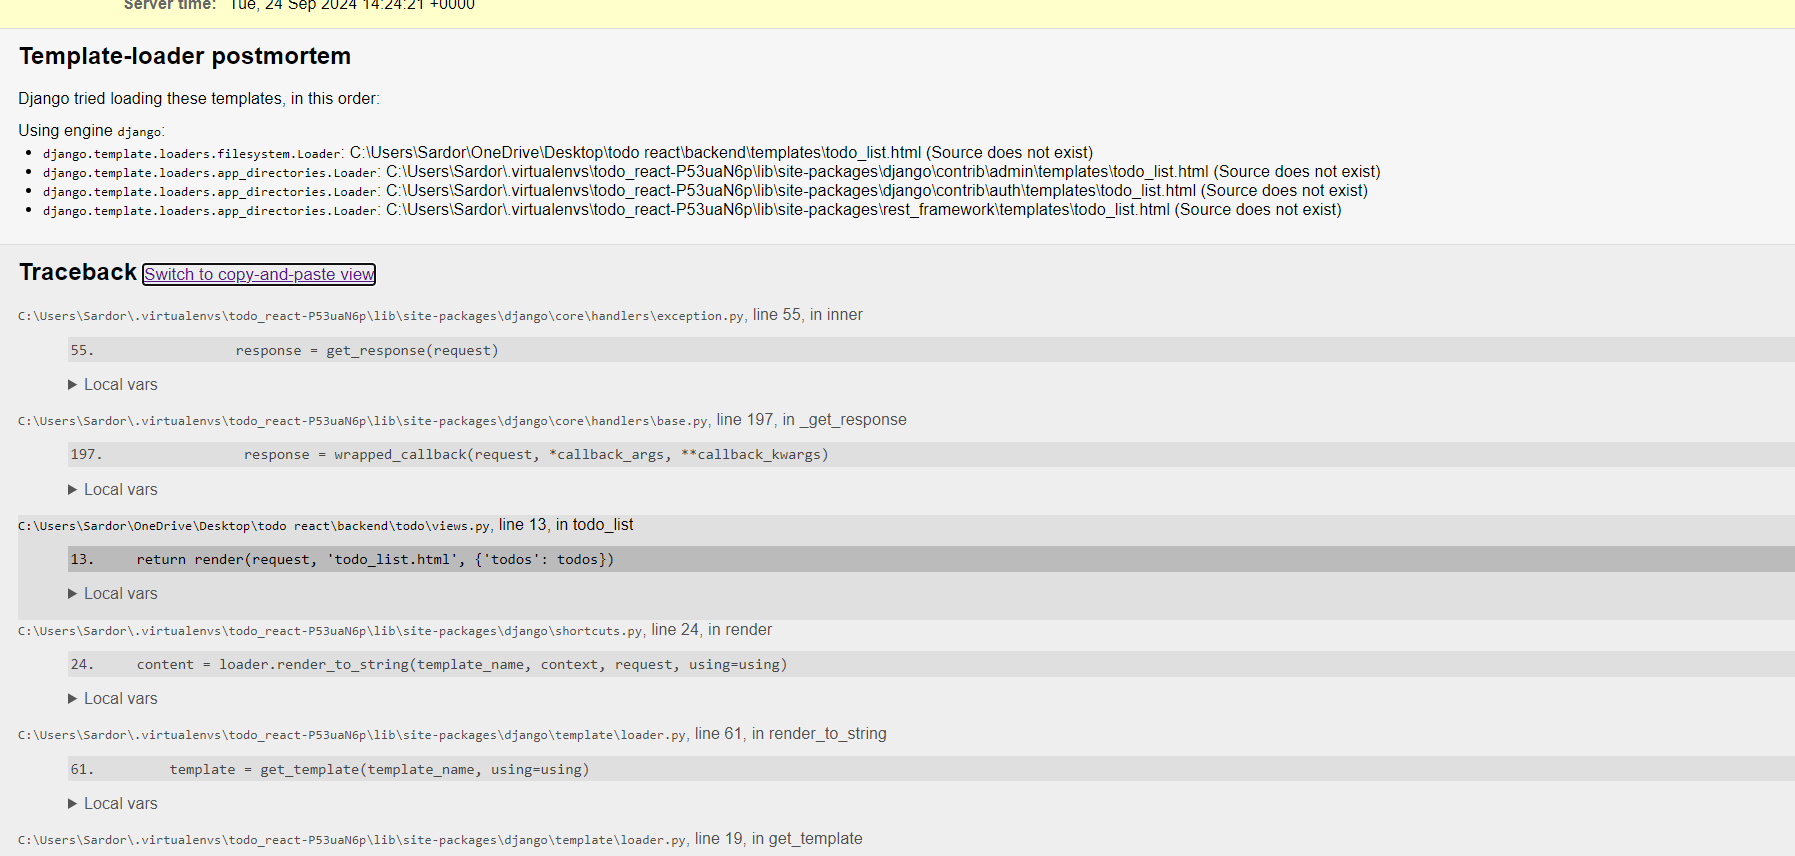 Server time: Tue, 24 Sep 2024 14:24:21 +0000
Template-loader postmortem
Django tried loading these templates, in this order:
Using engine django:
• django.template.loaders.filesystem.Loader: C:\Users\Sardor\OneDrive\Desktop\todo react\backend\templates\todo_list.html (Source does not exist)
• django.template.loaders.app_directories.Loader: C:\Users\Sardor\.virtualenvs\todo_react-P53uaN6p\lib\site-packages\django\contrib\admin\templates\todo_list.html (Source does not exist)
• django.template.loaders.app_directories.Loader: C:\Users\Sardor\.virtualenvs\todo_react-P53uaN6p\lib\site-packages\django\contrib\auth\templates\todo_list.html (Source does not exist)
• django.template.loaders.app_directories.Loader: C:\Users\Sardor\.virtualenvs\todo_react-P53uaN6p\lib\site-packages\rest_framework\templates\todo_list.html (Source does not exist)
Traceback Switch to copy-and-paste view
C:\Users\Sardor\.virtualenvs\todo_react-P53uaN6p\lib\site-packages\django\core\handlers\exception.py, line 55, in inner
55. response = get_response(request)
▶ Local vars
C:\Users\Sardor\.virtualenvs\todo_react-P53uaN6p\lib\site-packages\django\core\handlers\base.py, line 197, in _get_response
197. response = wrapped_callback(request, *callback_args, **callback_kwargs)
▶ Local vars
C:\Users\Sardor\OneDrive\Desktop\todo react\backend\todo\views.py, line 13, in todo_list
13. return render(request, 'todo_list.html', {'todos': todos})
▶ Local vars
C:\Users\Sardor\.virtualenvs\todo_react-P53uaN6p\lib\site-packages\django\shortcuts.py, line 24, in render
24. content = loader.render_to_string(template_name, context, request, using=using)
▶ Local vars
C:\Users\Sardor\.virtualenvs\todo_react-P53uaN6p\lib\site-packages\django\template\loader.py, line 61, in render_to_string
61. template = get_template(template_name, using=using)
▶ Local vars
C:\Users\Sardor\.virtualenvs\todo_react-P53uaN6p\lib\site-packages\django\template\loader.py, line 19, in get_template